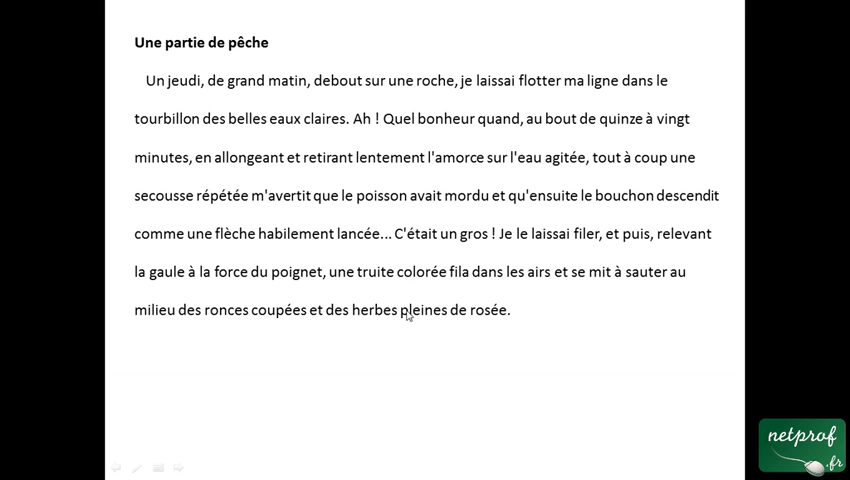 Une partie de pêche
Un jeudi, de grand matin, debout sur une roche, je laissai flotter ma ligne dans le
tourbillon des belles eaux claires. Ah ! Quel bonheur quand, au bout de quinze à vingt
minutes, en allongeant et retirant lentement l'amorce sur l'eau agitée, tout à coup une
secousse répétée m'avertit que le poisson avait mordu et qu'ensuite le bouchon descendit
comme une flèche habilement lancée... C'était un gros ! Je le laissai filer, et puis, relevant
la gaule à la force du poignet, une truite colorée fila dans les airs et se mit à sauter au
milieu des ronces coupées et des herbes pleines de rosée.
netprof
.fr